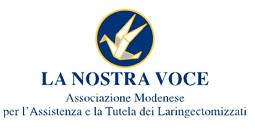 LA NOSTRA VOCE
Associazione Modenese
per l'Assistenza e la Tutela dei Laringectomizzati